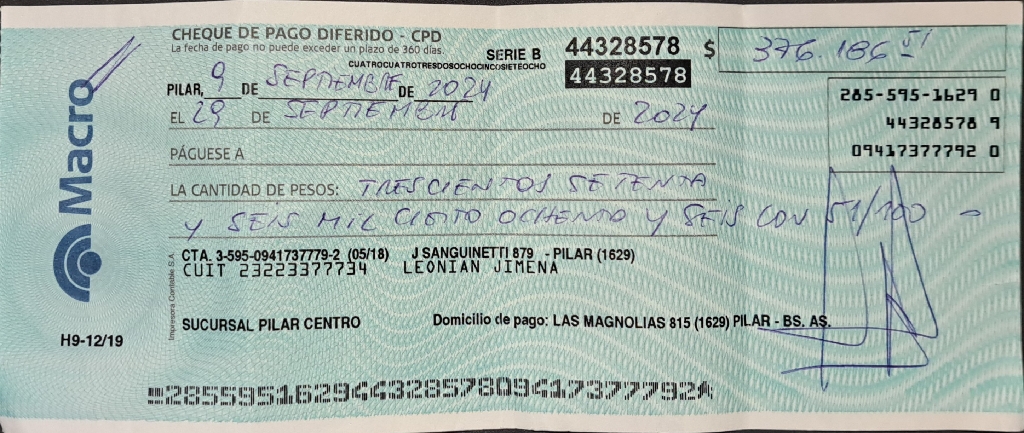 CHEQUE DE PAGO DIFERIDO - CPD
La fecha de pago no puede exceder un plazo de 360 días.
SERIE B 44328578 $ 376.186 51
CUATROCUATROTRESDOSOCHOCINCOSIETEOCHO
44328578
PILAR, 9 DE SEPTIEMBRE DE 2024
285-595-1629 0
EL 29 DE SEPTIEMBRE DE 2024
44328578 9
PÁGUESE A
09417377792 0
LA CANTIDAD DE PESOS: TRESCIENTOS SETENTA
Y SEIS MIL CIENTO OCHENTA Y SEIS CON 51/100 -
CTA. 3-595-0941737779-2 (05/18) J SANGUINETTI 879 - PILAR (1629)
CUIT 23223377734 LEONIAN JIMENA
SUCURSAL PILAR CENTRO Domicilio de pago: LAS MAGNOLIAS 815 (1629) PILAR - BS. AS.
Macro
H9-12/19
Impresora Contable S.A.
285595162944328578094173777792A